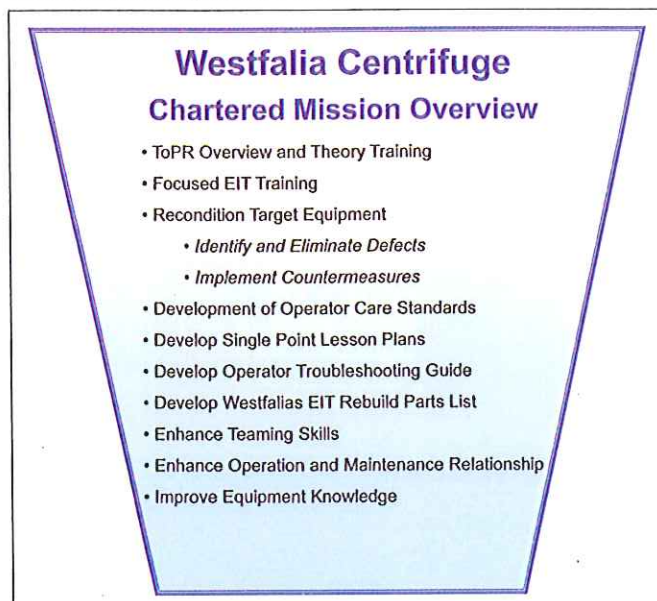 Westfalia Centrifuge
Chartered Mission Overview
• ToPR Overview and Theory Training
• Focused EIT Training
• Recondition Target Equipment
• Identify and Eliminate Defects
• Implement Countermeasures
• Development of Operator Care Standards
• Develop Single Point Lesson Plans
• Develop Operator Troubleshooting Guide
• Develop Westfalias EIT Rebuild Parts List
• Enhance Teaming Skills
• Enhance Operation and Maintenance Relationship
• Improve Equipment Knowledge